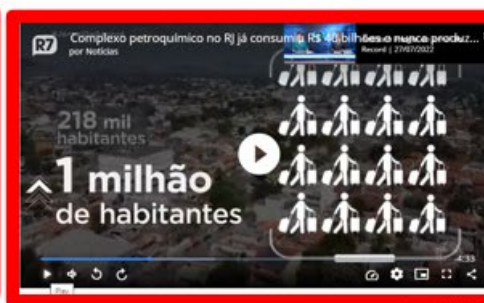 R7
Complexo petroquímico no RJ já consumiu R$ 40 bilhões e nunca produz...
por Notícias
Record | 27/07/2022
218 mil
habitantes
1 milhão
de habitantes
-4:33
Play